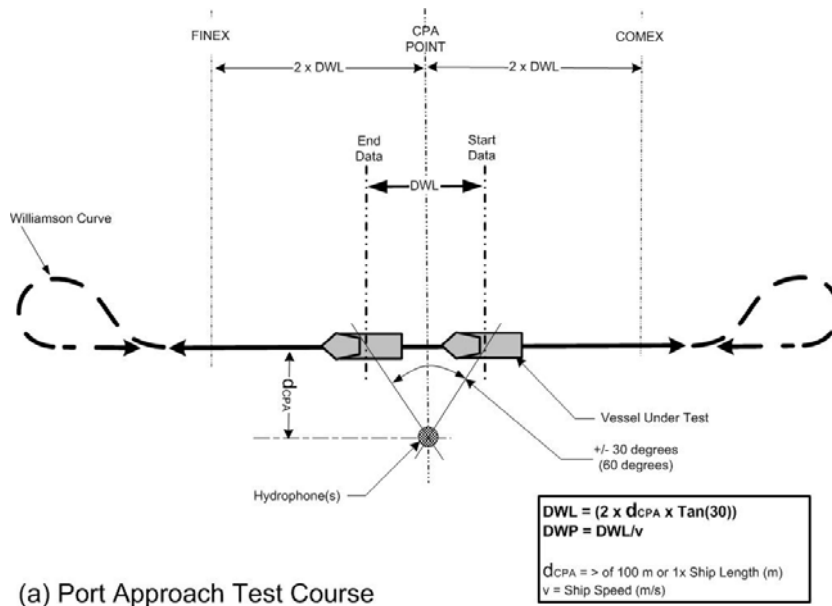 FINEX
CPA
POINT
COMEX
2 x DWL
2 x DWL
End
Data
Start
Data
DWL
Williamson Curve
dCPA
Vessel Under Test
+/- 30 degrees
(60 degrees)
Hydrophone(s)
DWL = (2 x dCPA x Tan(30))
DWP = DWL/v
dCPA = > of 100 m or 1x Ship Length (m)
v = Ship Speed (m/s)
(a) Port Approach Test Course